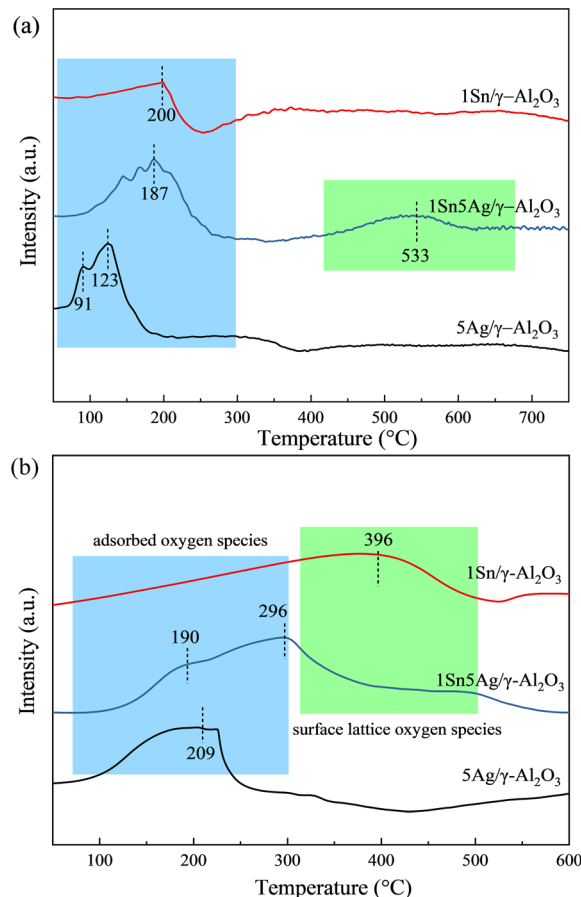 (a)
200
1Sn/γ−Al₂O₃
187
1Sn5Ag/γ−Al₂O₃
533
91
123
5Ag/γ−Al₂O₃
Intensity (a.u.)
100 200 300 400 500 600 700
Temperature (°C)
(b)
adsorbed oxygen species
396
1Sn/γ-Al₂O₃
190
296
1Sn5Ag/γ-Al₂O₃
surface lattice oxygen species
209
5Ag/γ-Al₂O₃
Intensity (a.u.)
100 200 300 400 500 600
Temperature (°C)